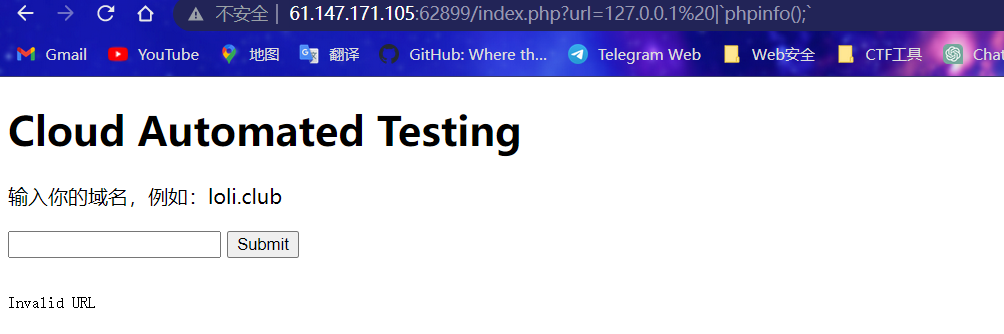 不安全 | 61.147.171.105:62899/index.php?url=127.0.0.1%20|`phpinfo();`
Gmail YouTube 地图 翻译 GitHub: Where th... Telegram Web Web安全 CTF工具 Chat
Cloud Automated Testing
输入你的域名，例如：loli.club
Submit
Invalid URL